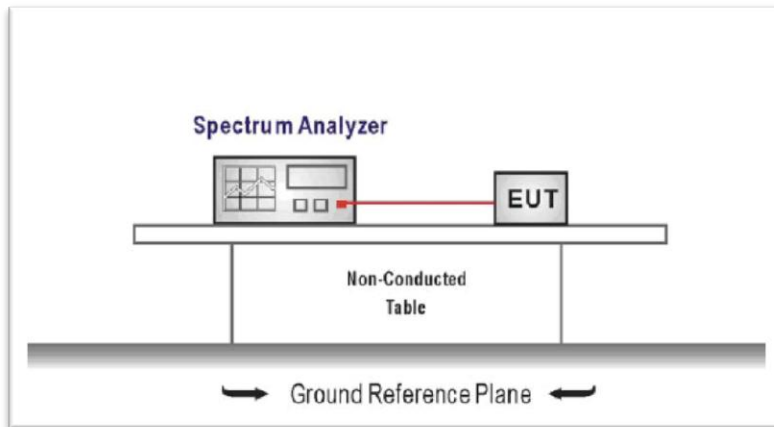 Spectrum Analyzer
EUT
Non-Conducted
Table
Ground Reference Plane